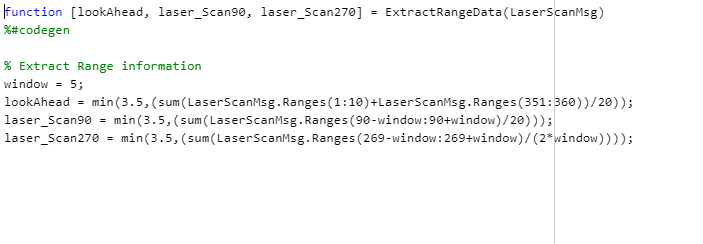 function [lookAhead, laser_Scan90, laser_Scan270] = ExtractRangeData(LaserScanMsg)
%#codegen
% Extract Range information
window = 5;
lookAhead = min(3.5,(sum(LaserScanMsg.Ranges(1:10)+LaserScanMsg.Ranges(351:360))/20));
laser_Scan90 = min(3.5,(sum(LaserScanMsg.Ranges(90-window:90+window)/20)));
laser_Scan270 = min(3.5,(sum(LaserScanMsg.Ranges(269-window:269+window)/(2*window))));